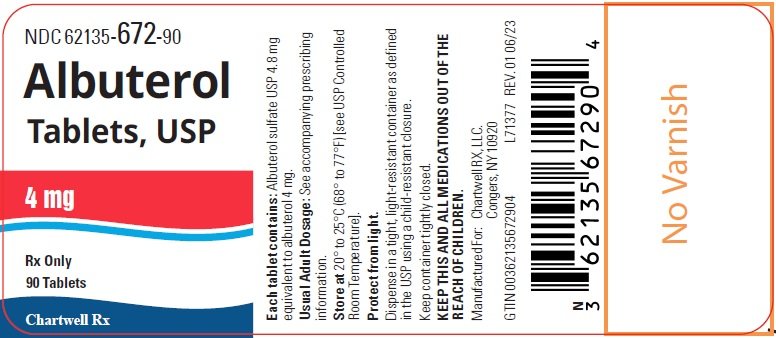 NDC 62135-672-90
Albuterol
Tablets, USP
4 mg
Rx Only
90 Tablets
Chartwell Rx
Each tablet contains: Albuterol sulfate USP 4.8 mg
equivalent to albuterol 4 mg.
Usual Adult Dosage: See accompanying prescribing
information.
Store at 20° to 25°C (68° to 77°F) [see USP Controlled
Room Temperature].
Protect from light.
Dispense in a tight, light-resistant container as defined
in the USP using a child-resistant closure.
Keep container tightly closed.
KEEP THIS AND ALL MEDICATIONS OUT OF THE
REACH OF CHILDREN.
Manufactured For: Chartwell RX, LLC.
Congers, NY 10920
GTIN 00362135672904 L71377 REV. 01 06/23
N
3 62135 67290 4
No Varnish